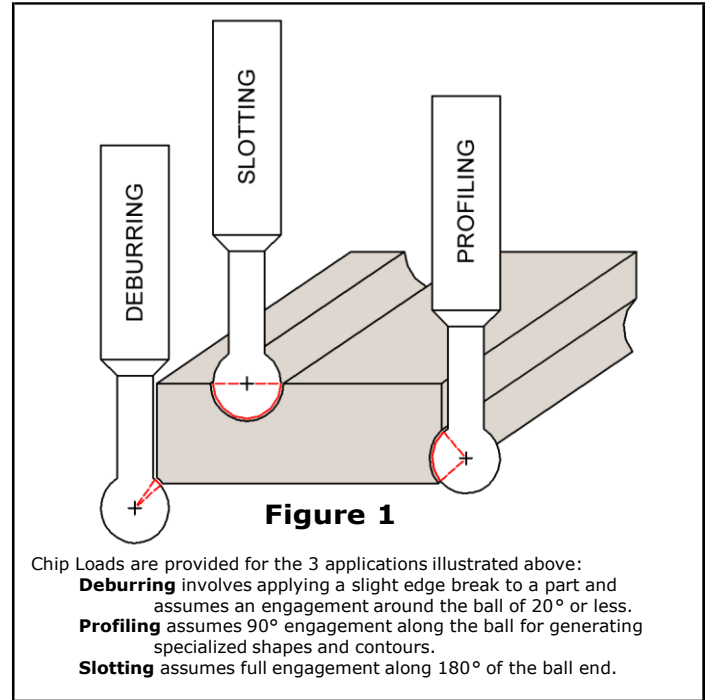 DEBURRING
SLOTTING
PROFILING
Figure 1
Chip Loads are provided for the 3 applications illustrated above:
Deburring involves applying a slight edge break to a part and
assumes an engagement around the ball of 20° or less.
Profiling assumes 90° engagement along the ball for generating
specialized shapes and contours.
Slotting assumes full engagement along 180° of the ball end.